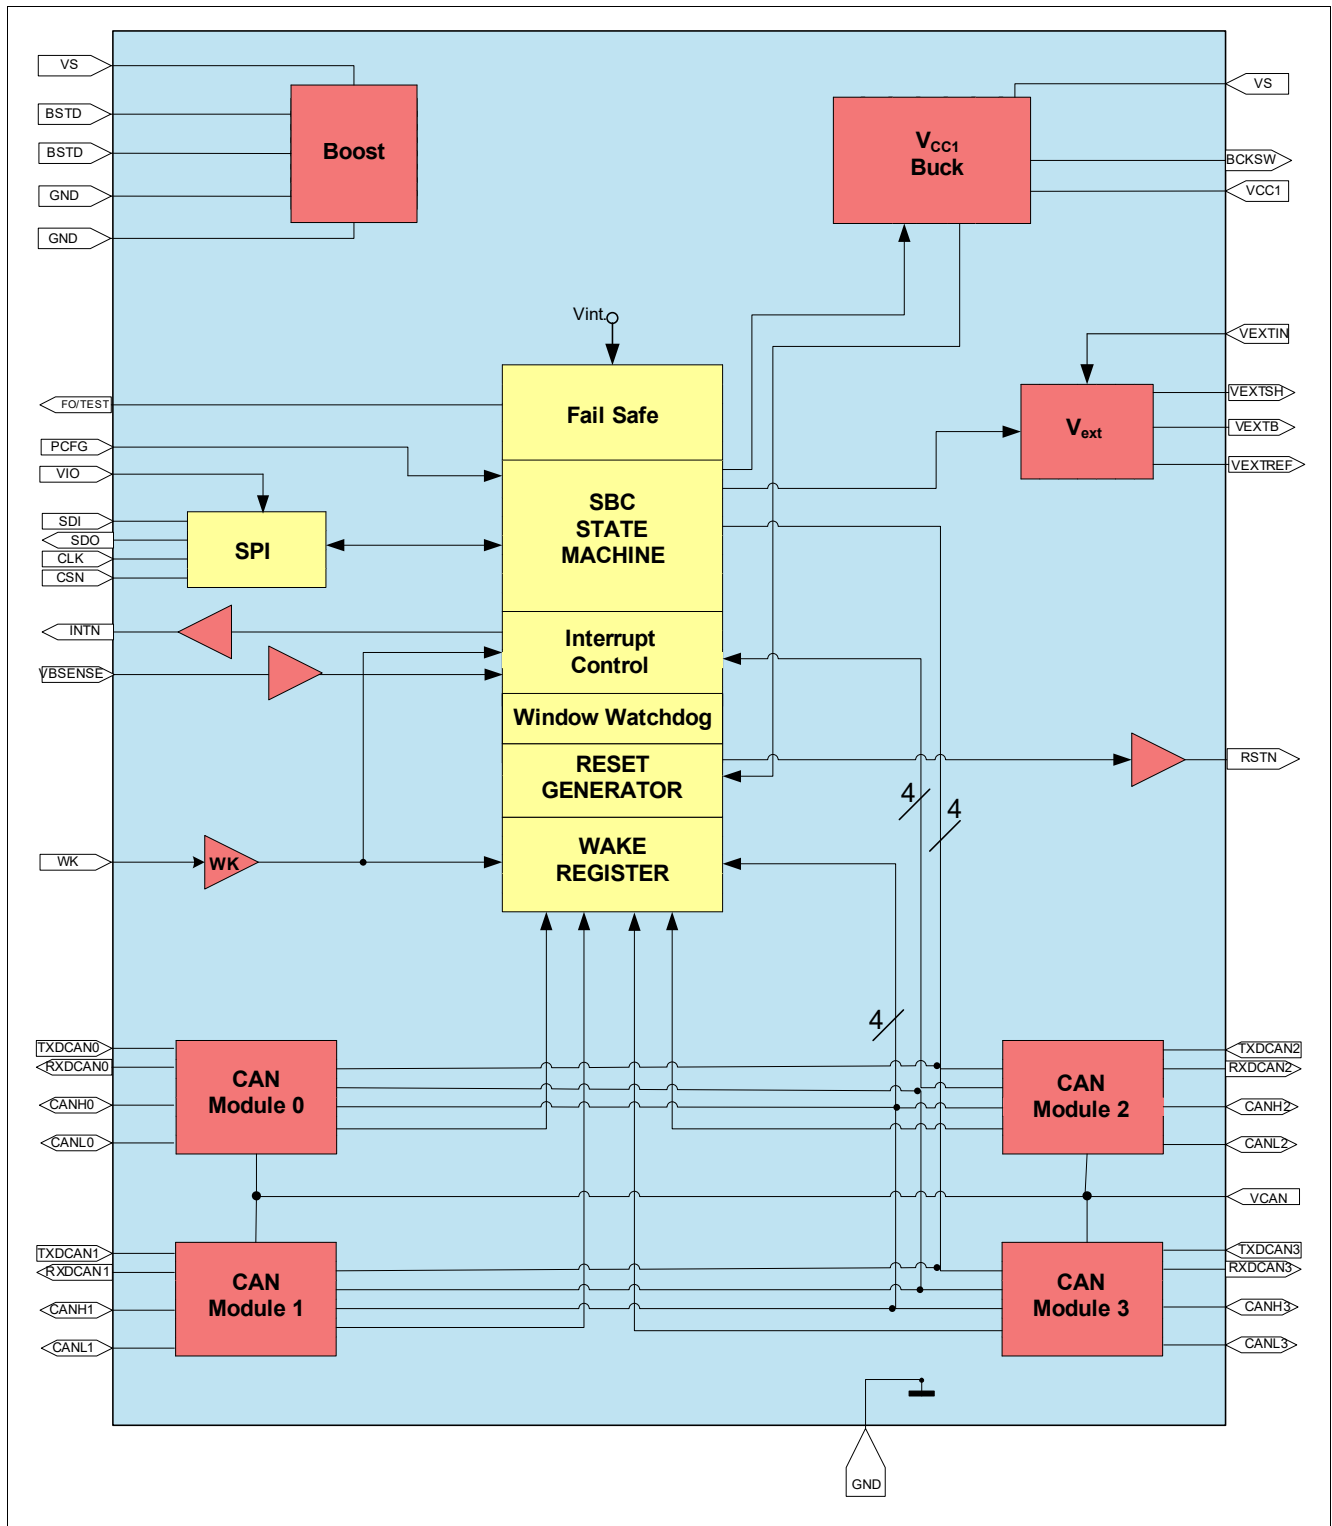 VS
BSTD
BSTD
GND
GND
Boost
VCC1
Buck
VS
BCKSW
VCC1
Vint.
VEXTIN
VEXTSH
VEXTB
VEXTREF
Vext
FO/TEST
PCFG
VIO
SDI
SDO
CLK
CSN
SPI
INTN
VBSENSE
Fail Safe
SBC
STATE
MACHINE
Interrupt
Control
Window Watchdog
RESET
GENERATOR
WAKE
REGISTER
RSTN
4
4
WK
WK
4
TXDCAN0
RXDCAN0
CANH0
CANL0
CAN
Module 0
CAN
Module 2
TXDCAN2
RXDCAN2
CANH2
CANL2
VCAN
TXDCAN1
RXDCAN1
CANH1
CANL1
CAN
Module 1
CAN
Module 3
TXDCAN3
RXDCAN3
CANH3
CANL3
GND